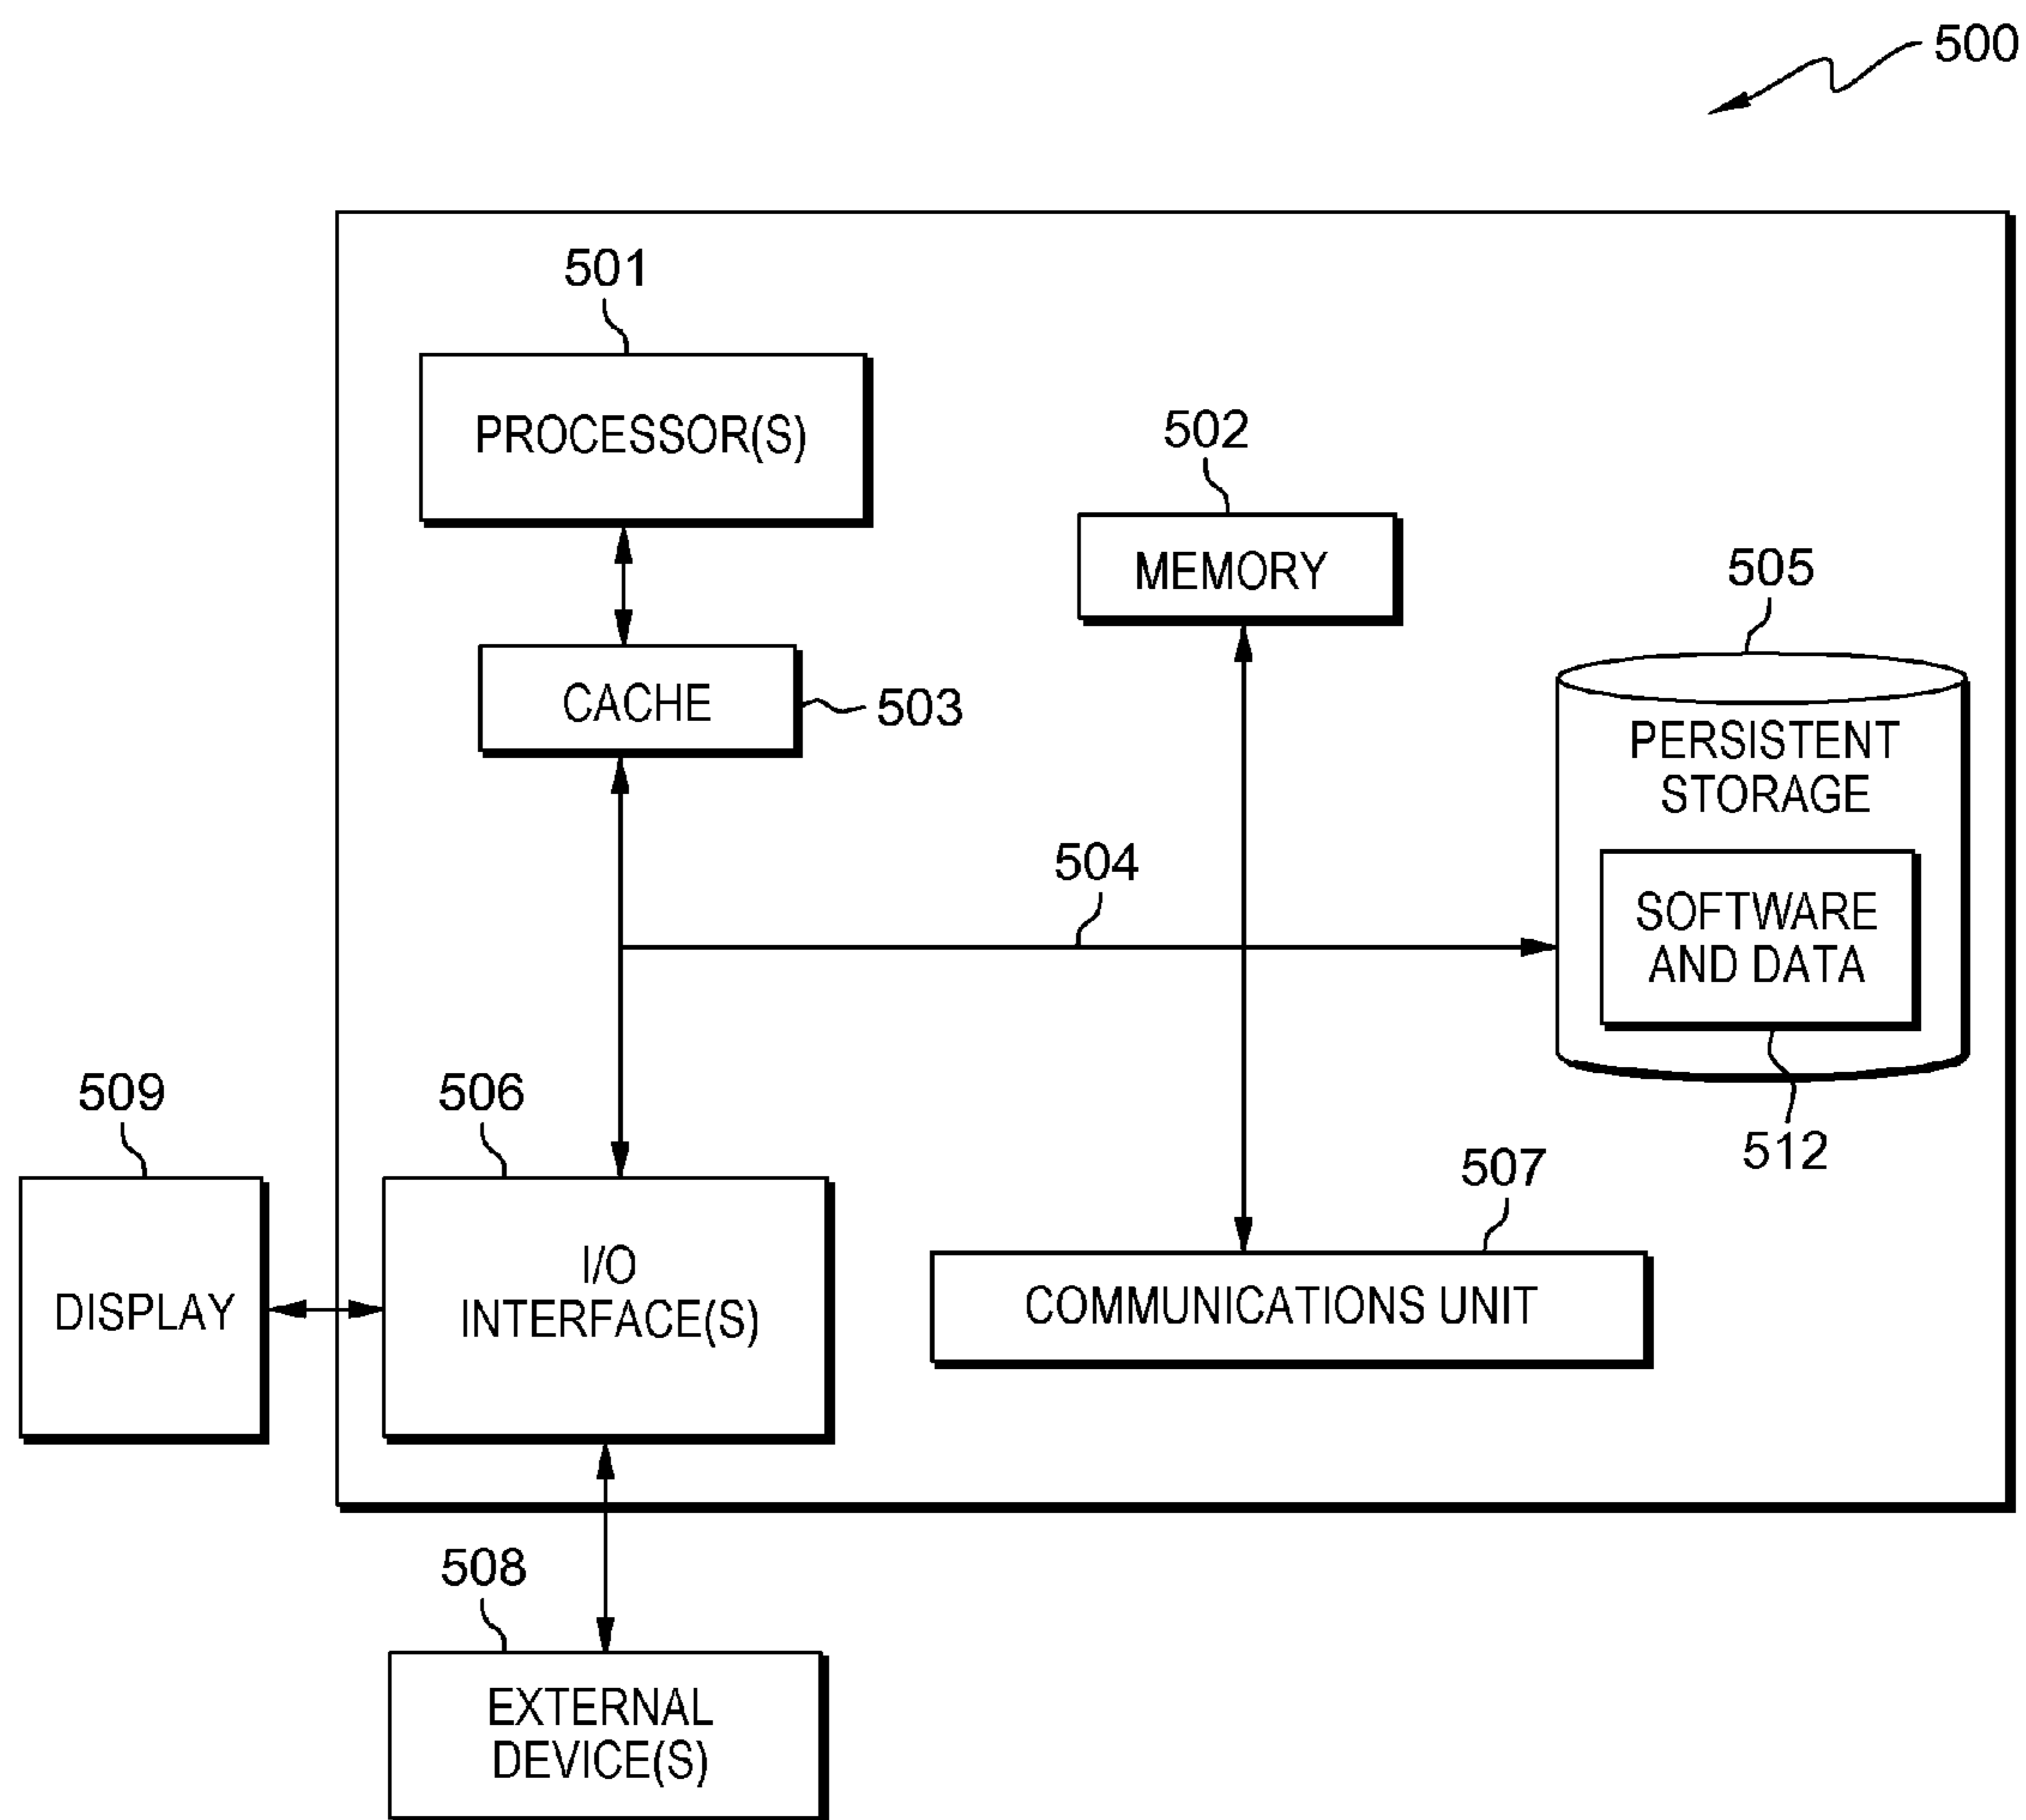 500
501
PROCESSOR(S)
502
MEMORY
505
CACHE
503
PERSISTENT
STORAGE
504
SOFTWARE
AND DATA
509
506
512
507
DISPLAY
I/O
INTERFACE(S)
COMMUNICATIONS UNIT
508
EXTERNAL
DEVICE(S)